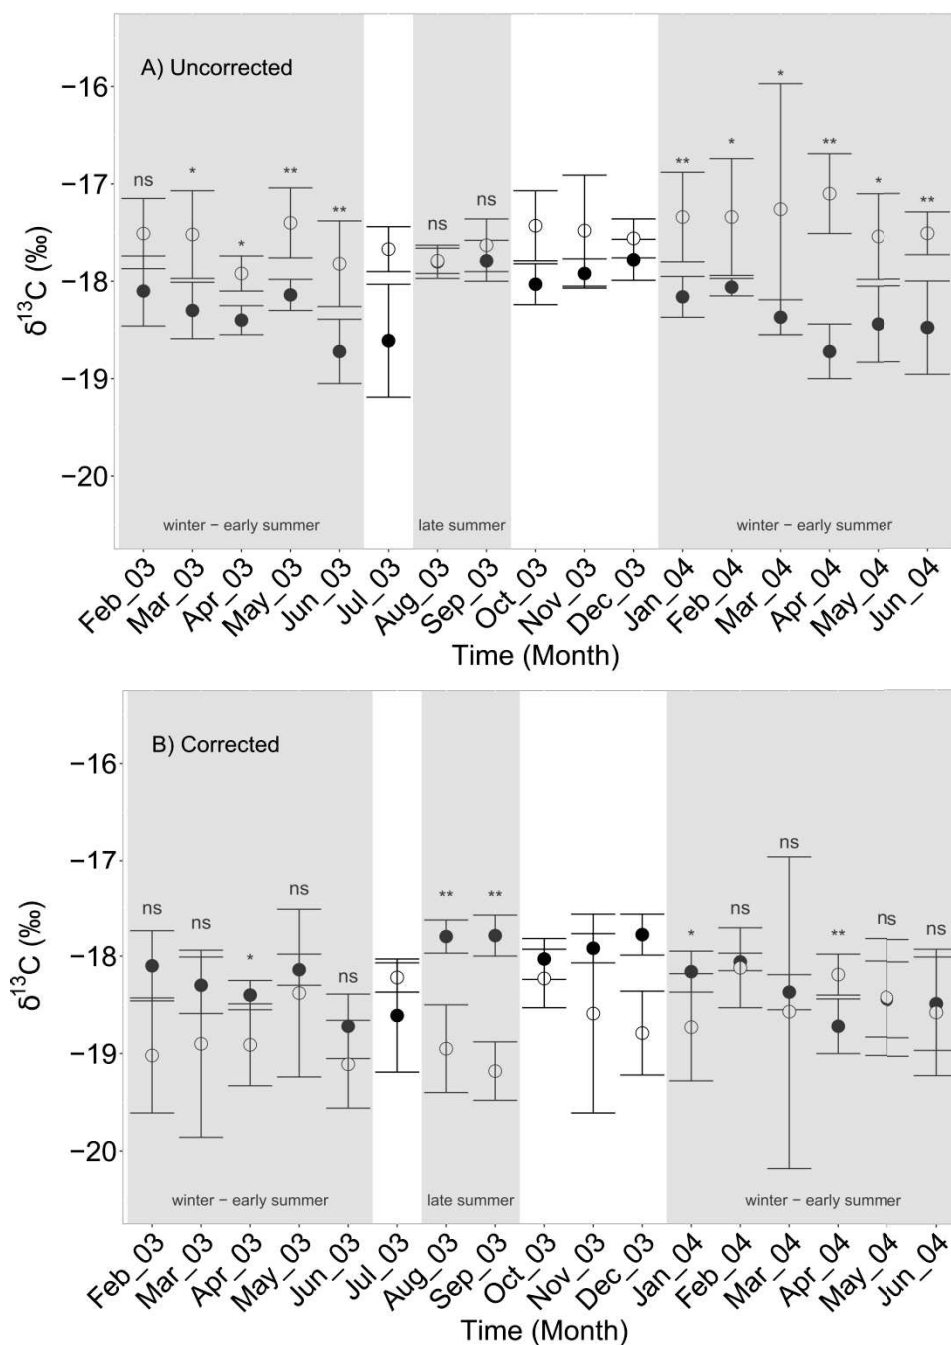 A) Uncorrected
−16
−17
−18
−19
−20
δ¹³C (‰)
ns
*
*
**
**
ns
ns
**
*
*
**
*
**
winter − early summer
late summer
winter − early summer
Feb_03
Mar_03
Apr_03
May_03
Jun_03
Jul_03
Aug_03
Sep_03
Oct_03
Nov_03
Dec_03
Jan_04
Feb_04
Mar_04
Apr_04
May_04
Jun_04
Time (Month)
B) Corrected
−16
−17
−18
−19
−20
δ¹³C (‰)
ns
ns
*
ns
ns
**
**
*
ns
ns
**
ns
ns
winter − early summer
late summer
winter − early summer
Feb_03
Mar_03
Apr_03
May_03
Jun_03
Jul_03
Aug_03
Sep_03
Oct_03
Nov_03
Dec_03
Jan_04
Feb_04
Mar_04
Apr_04
May_04
Jun_04
Time (Month)